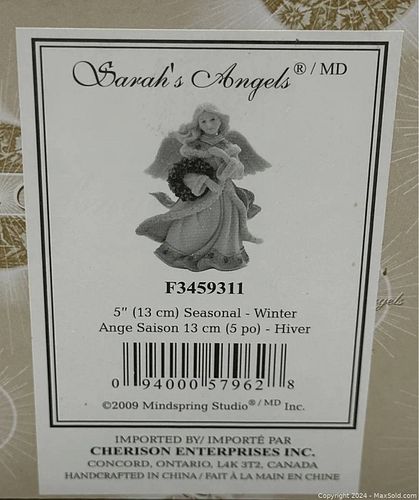 Sarah's Angels® / MD
F3459311
5" (13 cm) Seasonal - Winter
Ange Saison 13 cm (5 po) - Hiver
0 94000 57962 8
©2009 Mindspring Studio® / MD Inc.
IMPORTED BY/ IMPORTÉ PAR
CHERISON ENTERPRISES INC.
CONCORD, ONTARIO, L4K 3T2, CANADA
HANDCRAFTED IN CHINA / FAIT À LA MAIN EN CHINE
Copyright © 2024 - MaxSold.com